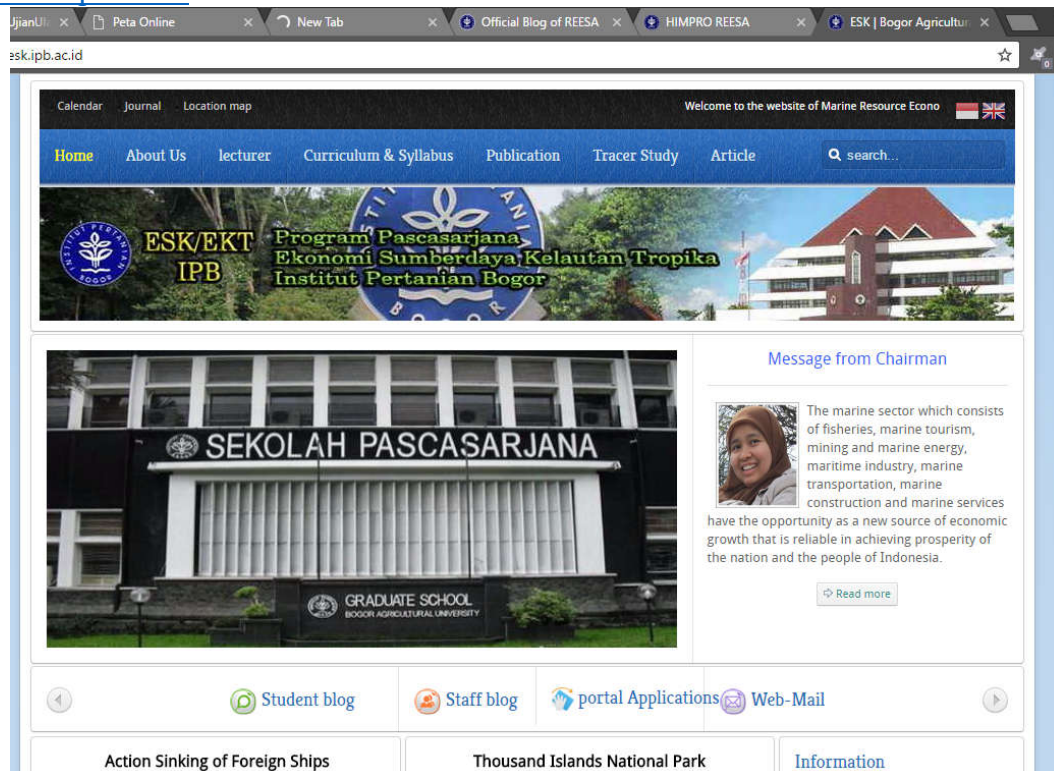 UjianUla
Peta Online
New Tab
Official Blog of REESA
HIMPRO REESA
ESK | Bogor Agricultur
esk.ipb.ac.id
0
Calendar Journal Location map Welcome to the website of Marine Resource Econo
Home About Us lecturer Curriculum & Syllabus Publication Tracer Study Article search...
INSTITUT PERTANIAN
BOGOR
ESK/EKT
IPB
Program Pascasarjana
Ekonomi Sumberdaya Kelautan Tropika
Institut Pertanian Bogor
SEKOLAH PASCASARJANA
GRADUATE SCHOOL
BOGOR AGRICULTURAL UNIVERSITY
Message from Chairman
The marine sector which consists
of fisheries, marine tourism,
mining and marine energy,
maritime industry, marine
transportation, marine
construction and marine services
have the opportunity as a new source of economic
growth that is reliable in achieving prosperity of
the nation and the people of Indonesia.
Read more
Student blog Staff blog portal Applications Web-Mail
Action Sinking of Foreign Ships Thousand Islands National Park Information